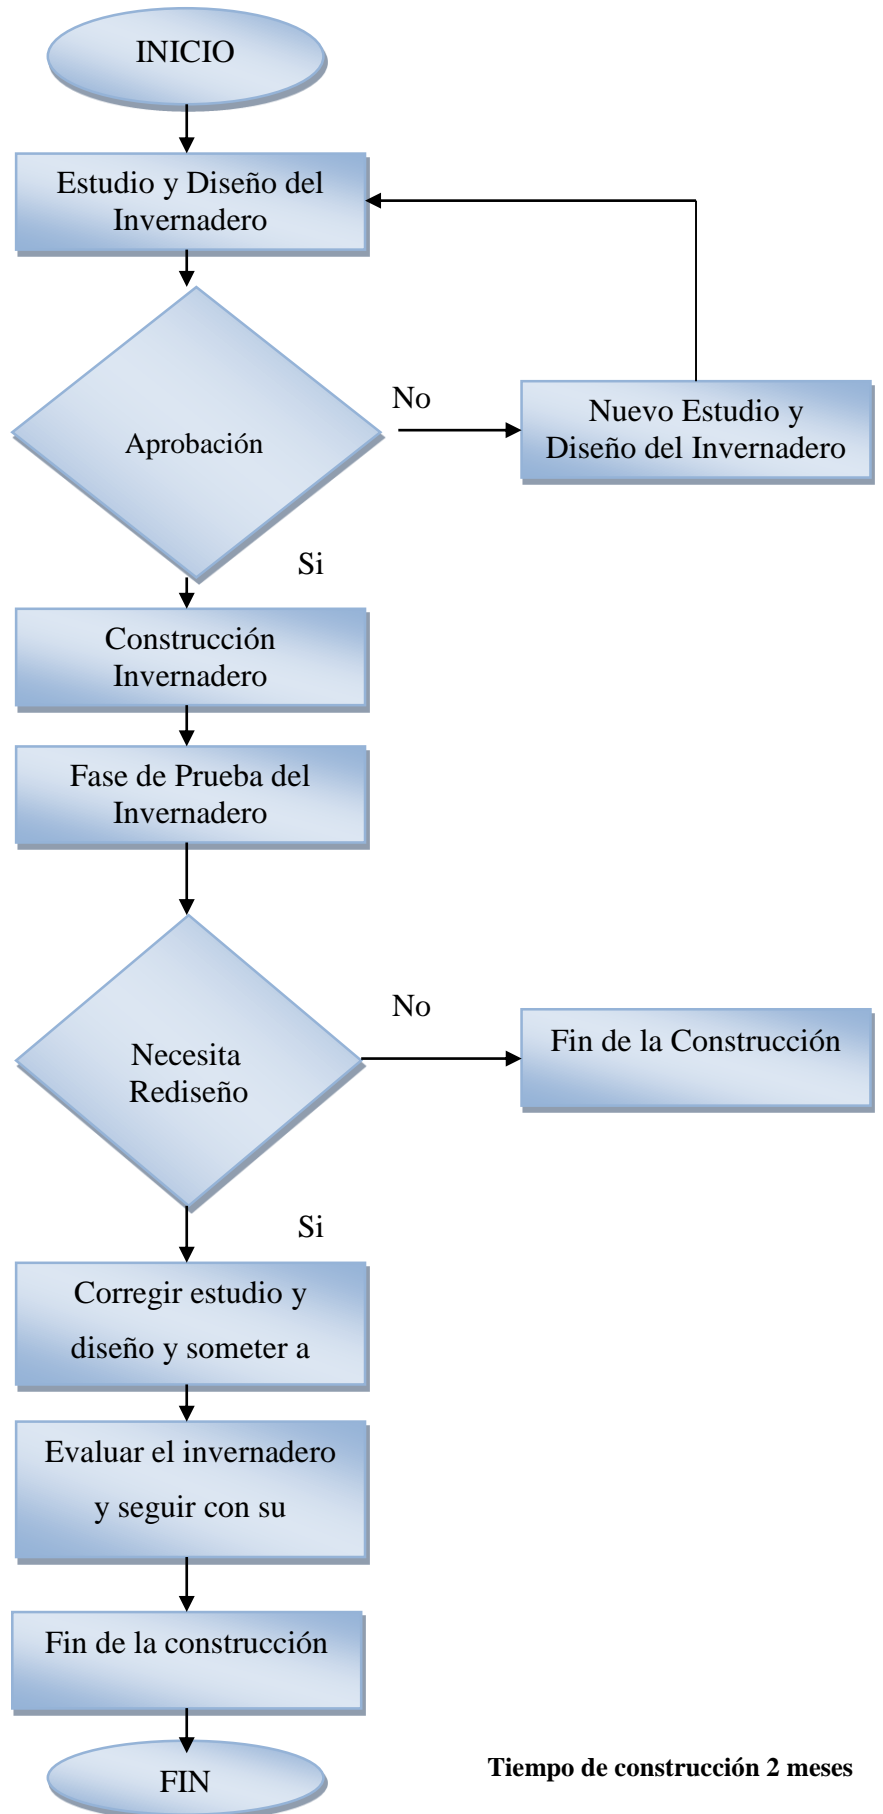 INICIO
Estudio y Diseño del
Invernadero
No
Nuevo Estudio y
Diseño del Invernadero
Aprobación
Si
Construcción
Invernadero
Fase de Prueba del
Invernadero
No
Fin de la Construcción
Necesita
Rediseño
Si
Corregir estudio y
diseño y someter a
Evaluar el invernadero
y seguir con su
Fin de la construcción
FIN
Tiempo de construcción 2 meses